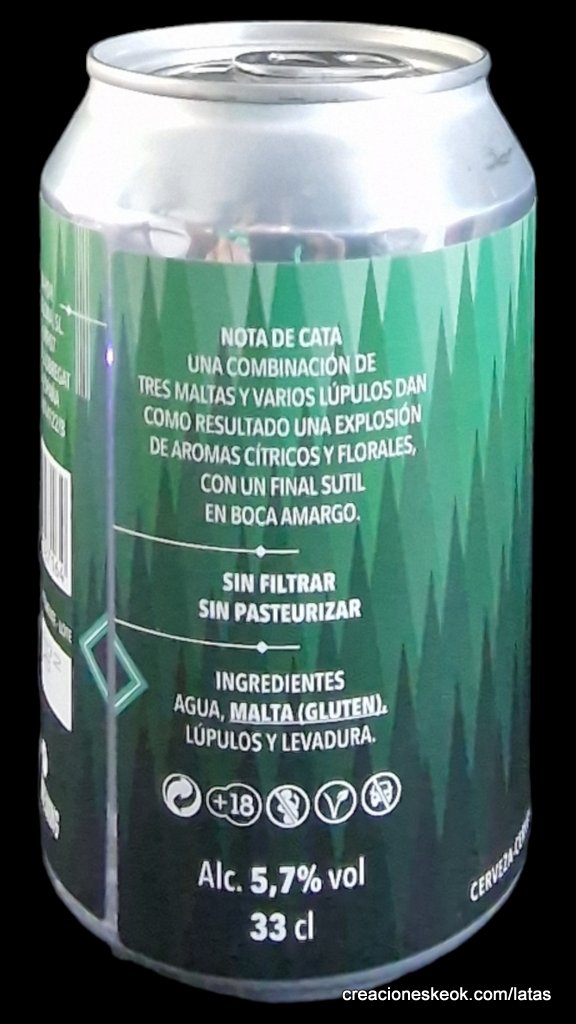 NOTA DE CATA
UNA COMBINACIÓN DE
TRES MALTAS Y VARIOS LÚPULOS DAN
COMO RESULTADO UNA EXPLOSIÓN
DE AROMAS CÍTRICOS Y FLORALES,
CON UN FINAL SUTIL
EN BOCA AMARGO.
SIN FILTRAR
SIN PASTEURIZAR
INGREDIENTES
AGUA, MALTA (GLUTEN),
LÚPULOS Y LEVADURA.
+18
Alc. 5,7% vol
33 cl
CERVEZA
creacioneskeok.com/latas